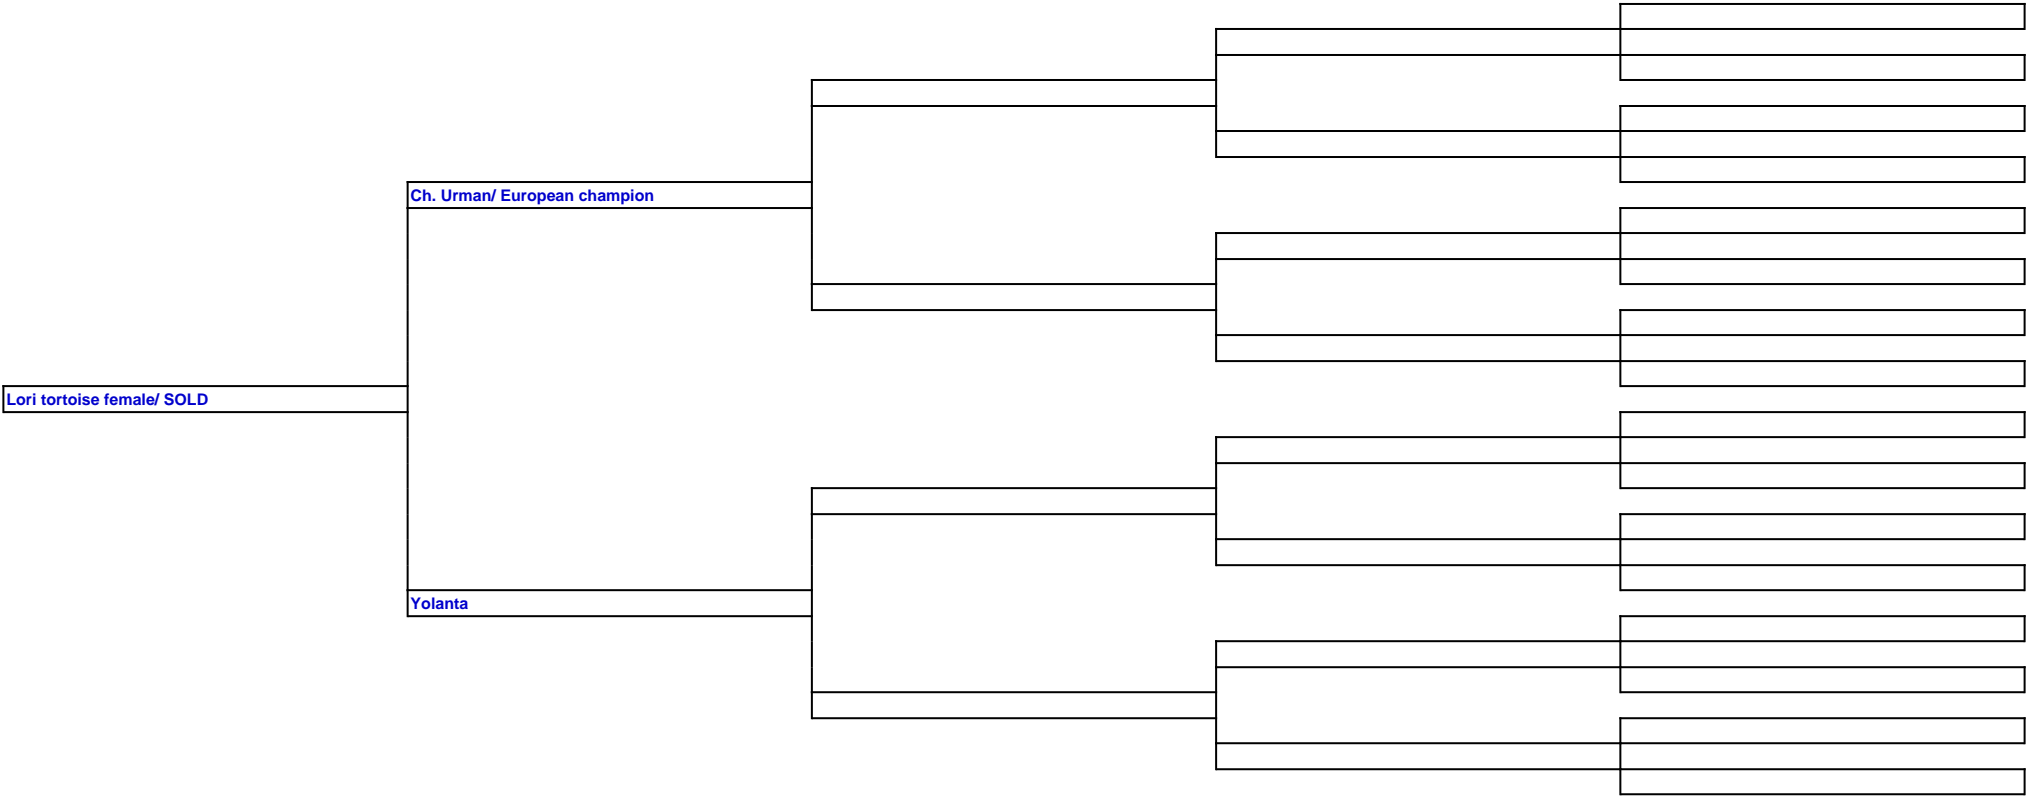 Ch. Urman/ European champion
Lori tortoise female/ SOLD
Yolanta